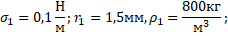 σ₁ = 0,1 Н/м; r₁ = 1,5мм, ρ₁ = 800кг/м³;